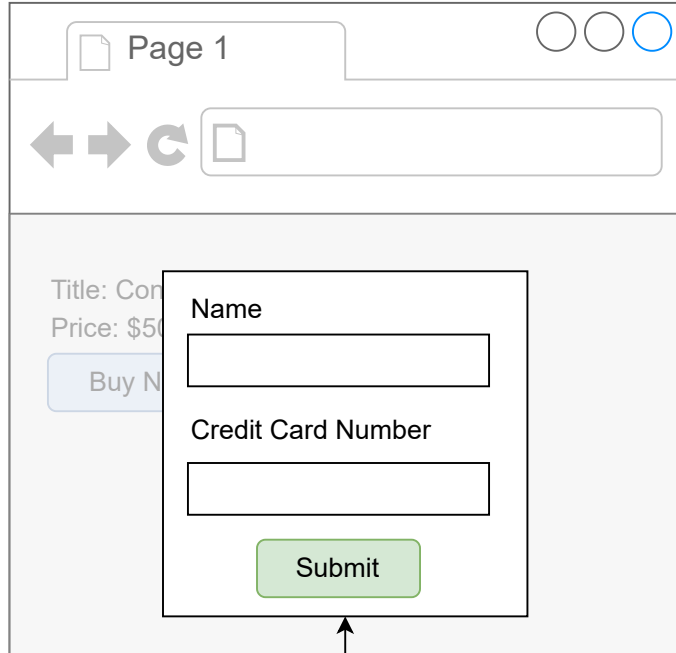 Page 1
Title: Con
Price: $50
Buy N
Name
Credit Card Number
Submit